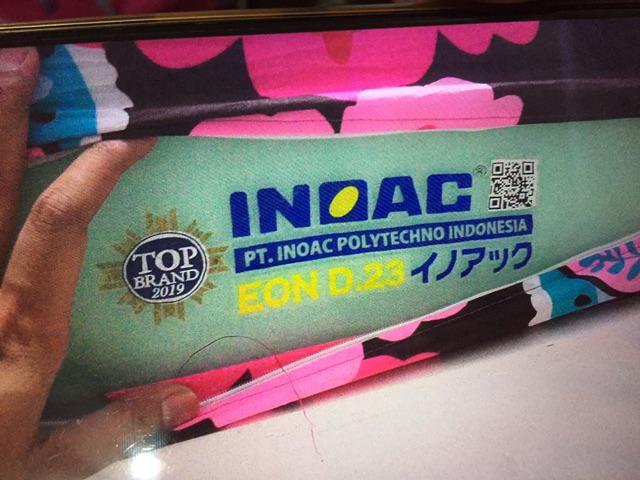 INOAC
PT. INOAC POLYTECHNO INDONESIA
EON D.23 イノアック
TOP
BRAND
2019